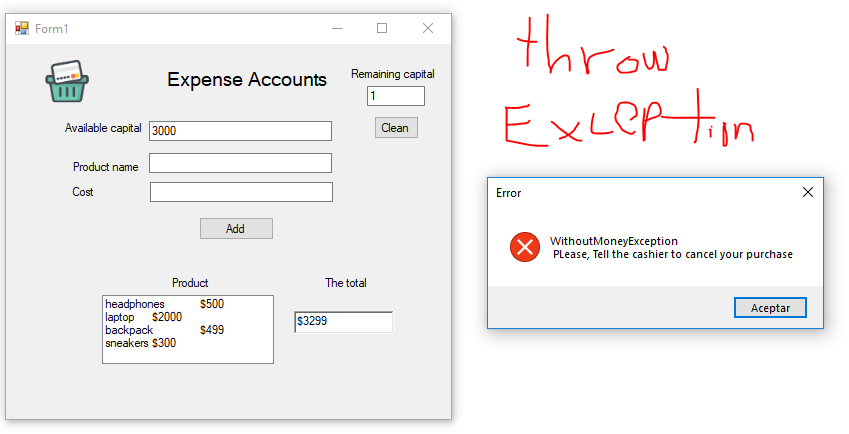 Form1
Expense Accounts
Remaining capital
1
Available capital 3000
Clean
Product name
Cost
Add
Product
The total
headphones $500
laptop $2000
backpack $499
sneakers $300
$3299
throw
Exception
Error
WithoutMoneyException
PLease, Tell the cashier to cancel your purchase
Aceptar